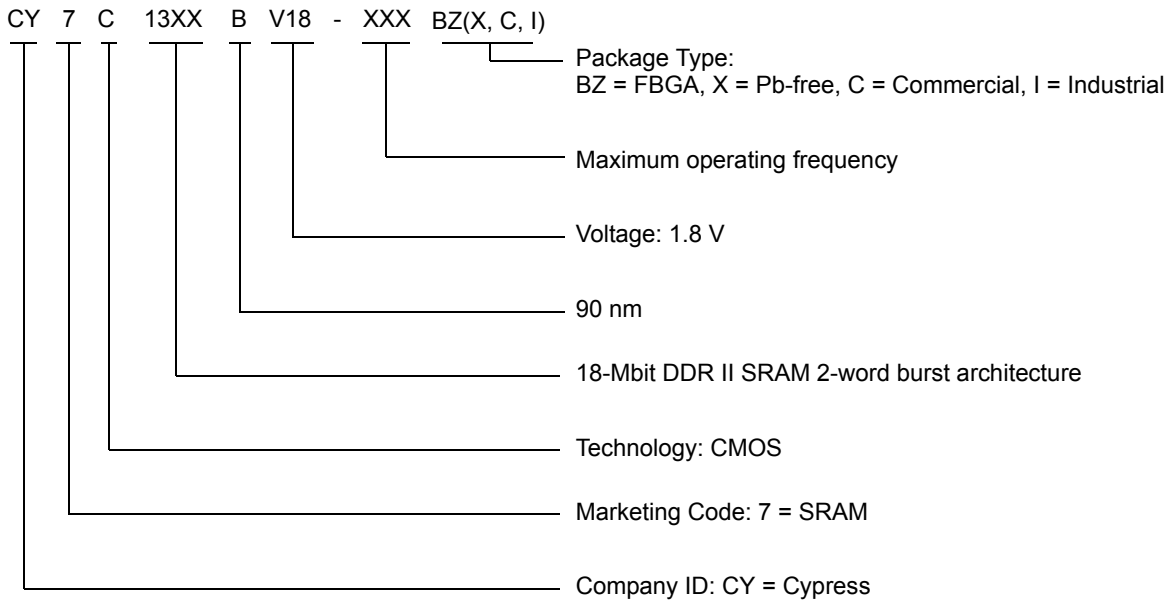 CY 7 C 13XX B V18 - XXX BZ(X, C, I)
Package Type:
BZ = FBGA, X = Pb-free, C = Commercial, I = Industrial
Maximum operating frequency
Voltage: 1.8 V
90 nm
18-Mbit DDR II SRAM 2-word burst architecture
Technology: CMOS
Marketing Code: 7 = SRAM
Company ID: CY = Cypress